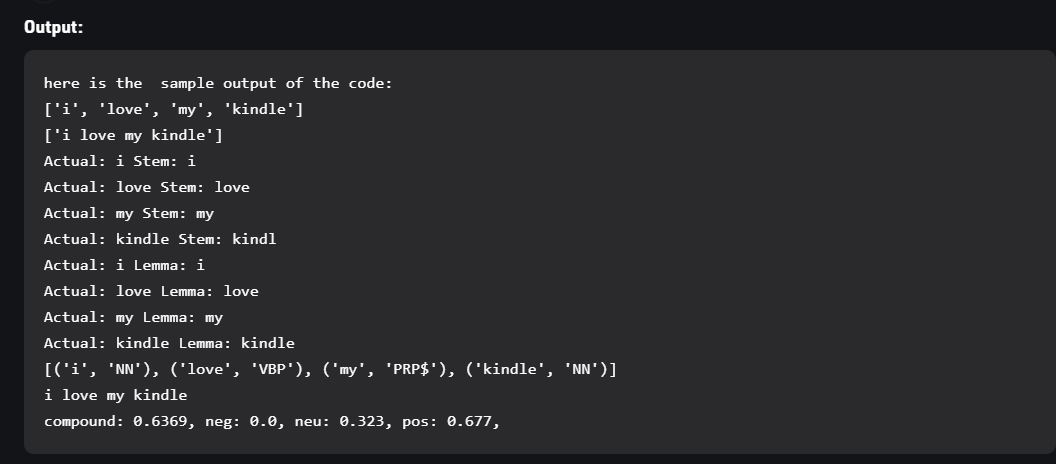 Output:
here is the  sample output of the code:
['i', 'love', 'my', 'kindle']
['i love my kindle']
Actual: i Stem: i
Actual: love Stem: love
Actual: my Stem: my
Actual: kindle Stem: kindl
Actual: i Lemma: i
Actual: love Lemma: love
Actual: my Lemma: my
Actual: kindle Lemma: kindle
[('i', 'NN'), ('love', 'VBP'), ('my', 'PRP$'), ('kindle', 'NN')]
i love my kindle
compound: 0.6369, neg: 0.0, neu: 0.323, pos: 0.677,